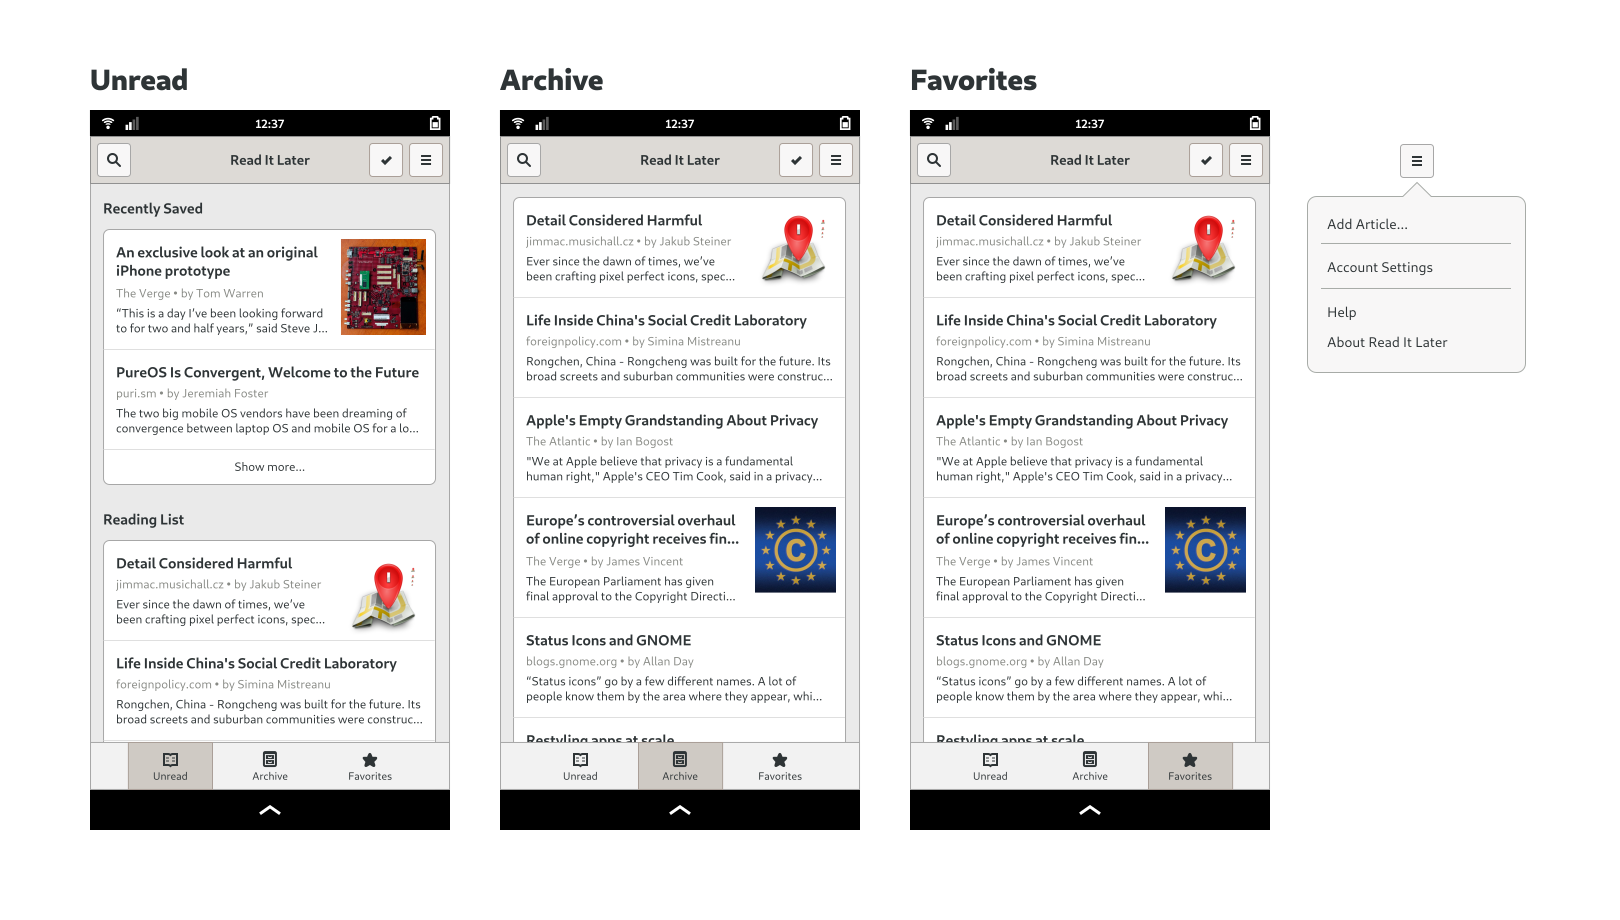 Unread
12:37
Read It Later
Recently Saved
An exclusive look at an original
iPhone prototype
The Verge • by Tom Warren
“This is a day I’ve been looking forward
to for two and half years,” said Steve J...
PureOS Is Convergent, Welcome to the Future
puri.sm • by Jeremiah Foster
The two big mobile OS vendors have been dreaming of
convergence between laptop OS and mobile OS for a lo...
Show more...
Reading List
Detail Considered Harmful
jimmac.musichall.cz • by Jakub Steiner
Ever since the dawn of times, we’ve
been crafting pixel perfect icons, spec...
Life Inside China's Social Credit Laboratory
foreignpolicy.com • by Simina Mistreanu
Rongchen, China - Rongcheng was built for the future. Its
broad screets and suburban communities were construc...
Unread
Archive
Favorites
Archive
12:37
Read It Later
Detail Considered Harmful
jimmac.musichall.cz • by Jakub Steiner
Ever since the dawn of times, we’ve
been crafting pixel perfect icons, spec...
Life Inside China's Social Credit Laboratory
foreignpolicy.com • by Simina Mistreanu
Rongchen, China - Rongcheng was built for the future. Its
broad screets and suburban communities were construc...
Apple's Empty Grandstanding About Privacy
The Atlantic • by Ian Bogost
"We at Apple believe that privacy is a fundamental
human right," Apple's CEO Tim Cook, said in a privacy...
Europe’s controversial overhaul
of online copyright receives fin...
The Verge • by James Vincent
The European Parliament has given
final approval to the Copyright Directi...
C
Status Icons and GNOME
blogs.gnome.org • by Allan Day
“Status icons” go by a few different names. A lot of
people know them by the area where they appear, whi...
Restyling apps at scale
Unread
Archive
Favorites
Favorites
12:37
Read It Later
Detail Considered Harmful
jimmac.musichall.cz • by Jakub Steiner
Ever since the dawn of times, we’ve
been crafting pixel perfect icons, spec...
Life Inside China's Social Credit Laboratory
foreignpolicy.com • by Simina Mistreanu
Rongchen, China - Rongcheng was built for the future. Its
broad screets and suburban communities were construc...
Apple's Empty Grandstanding About Privacy
The Atlantic • by Ian Bogost
"We at Apple believe that privacy is a fundamental
human right," Apple's CEO Tim Cook, said in a privacy...
Europe’s controversial overhaul
of online copyright receives fin...
The Verge • by James Vincent
The European Parliament has given
final approval to the Copyright Directi...
C
Status Icons and GNOME
blogs.gnome.org • by Allan Day
“Status icons” go by a few different names. A lot of
people know them by the area where they appear, whi...
Restyling apps at scale
Unread
Archive
Favorites
Add Article...
Account Settings
Help
About Read It Later